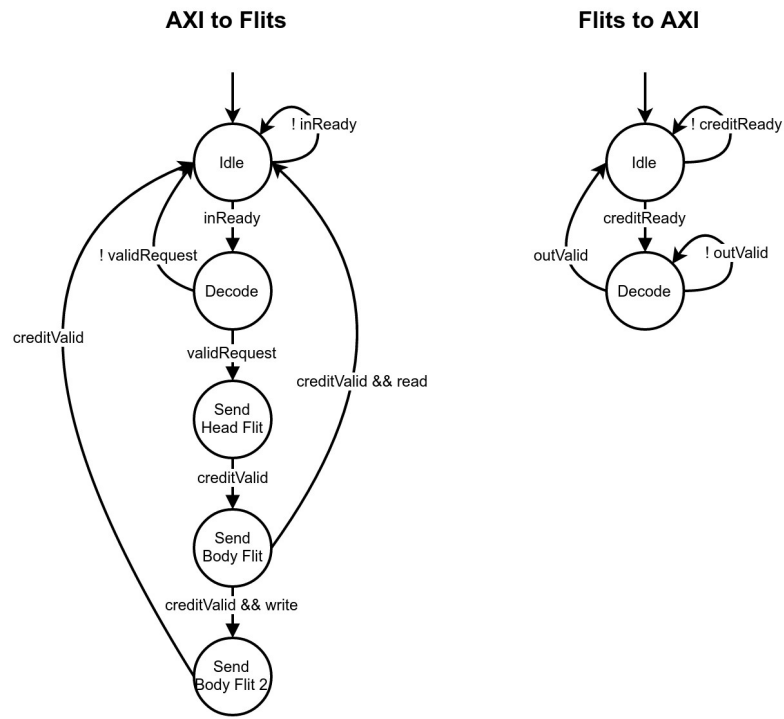 AXI to Flits
! inReady
Idle
inReady
! validRequest
Decode
validRequest
creditValid
Send
Head Flit
creditValid && read
creditValid
Send
Body Flit
creditValid && write
Send
Body Flit 2
Flits to AXI
! creditReady
Idle
creditReady
outValid
! outValid
Decode